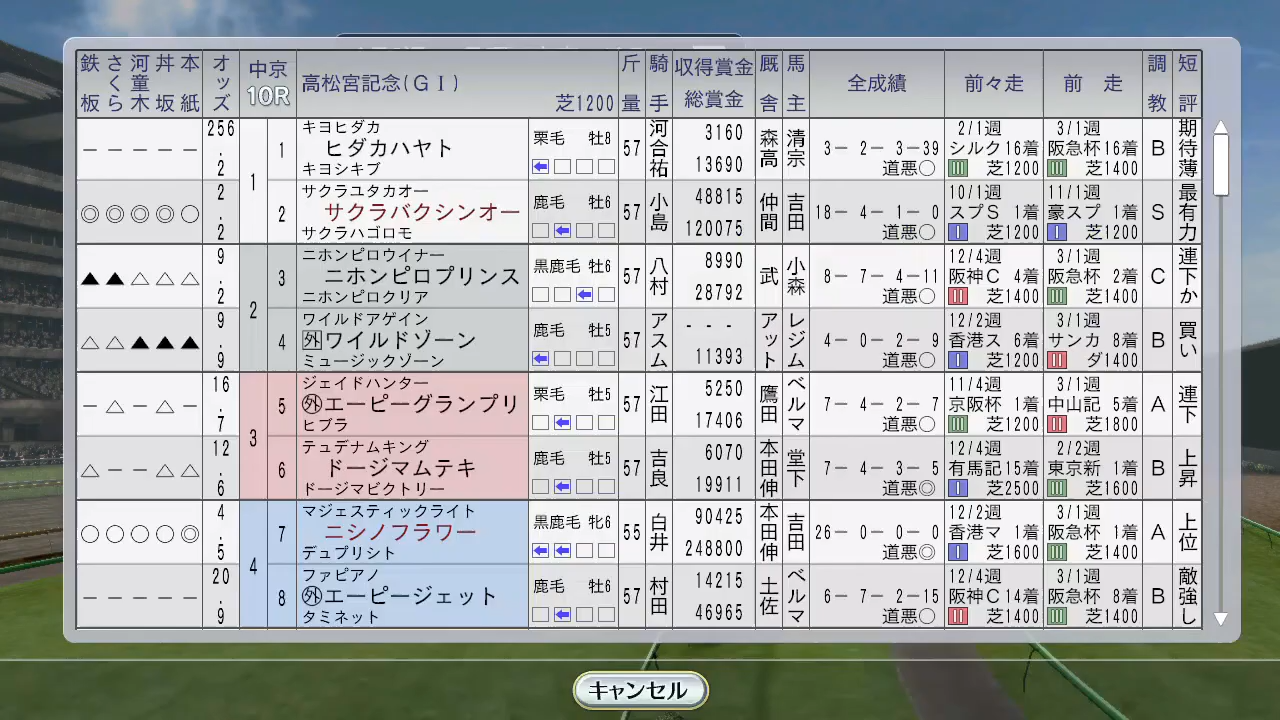 鉄板 さくら 河童木 丼坂 本紙 オッズ 中京10R 高松宮記念(GⅠ) 芝1200 斤量 騎手 収得賞金 総賞金 厩舎 馬主 全成績 前々走 前 走 調教 短評
－－－－－ 256.2 1 1 キヨヒダカ
ヒダカハヤト 栗毛 牡8 57 河合祐 3160 森高 清宗 3－ 2－ 3－39 2/1週 シルク16着 3/1週 阪急杯16着 B 期待薄
キヨシキブ ← 13690 道悪○ Ⅲ 芝1200 Ⅲ 芝1400
◎◎◎◎○ 2.2 2 サクラユタカオー
サクラバクシンオー 鹿毛 牡6 57 小島 48815 仲間 吉田 18－ 4－ 1－ 0 10/1週 スプS 1着 11/1週 豪スプ 1着 S 最有力
サクラハゴロモ ← 120075 道悪○ Ⅰ 芝1200 Ⅰ 芝1200
▲▲△△△ 9.2 2 3 ニホンピロウイナー
ニホンピロプリンス 黒鹿毛 牡6 57 八村 8990 武 小森 8－ 7－ 4－11 12/4週 阪神C 4着 3/1週 阪急杯 2着 C 連下か
ニホンピロクリア ← 28792 道悪○ Ⅱ 芝1400 Ⅲ 芝1400
△△▲▲▲ 9.9 4 ワイルドアゲイン
外ワイルドゾーン 鹿毛 牡5 57 アスム - - - アット レジム 4－ 0－ 2－ 9 12/2週 香港ス 6着 3/1週 サンカ 8着 B 買い
ミュージックゾーン ← 11393 道悪○ Ⅰ 芝1200 Ⅱ ダ1400
－△－△－ 16.7 3 5 ジェイドハンター
外エーピーグランプリ 栗毛 牡5 57 江田 5250 鷹田 ベルマ 7－ 4－ 2－ 7 11/4週 京阪杯 1着 3/1週 中山記 5着 A 連下
ヒブラ ← 17406 道悪○ Ⅲ 芝1200 Ⅱ 芝1800
△－－△△ 12.6 6 テュデナムキング
ドージマムテキ 鹿毛 牡5 57 吉良 6070 本田伸 堂下 7－ 4－ 3－ 5 12/4週 有馬記15着 2/2週 東京新 1着 B 上昇
ドージマビクトリー ← 19911 道悪◎ Ⅰ 芝2500 Ⅲ 芝1600
○○○○◎ 4.5 4 7 マジェスティックライト
ニシノフラワー 黒鹿毛 牝6 55 白井 90425 本田伸 吉田 26－ 0－ 0－ 0 12/2週 香港マ 1着 3/1週 阪急杯 1着 A 上位
デュプリシト ←← 248800 道悪◎ Ⅰ 芝1600 Ⅲ 芝1400
－－－－－ 20.9 8 ファピアノ
外エーピージェット 鹿毛 牡6 57 村田 14215 土佐 ベルマ 6－ 7－ 2－15 12/4週 阪神C14着 3/1週 阪急杯 8着 B 敵強し
タミネット ← 46965 道悪○ Ⅱ 芝1400 Ⅲ 芝1400
キャンセル